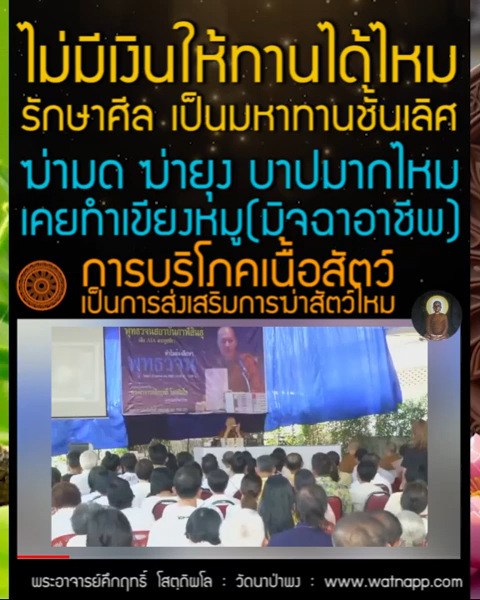 ไม่มีเงินให้ทานได้ไหม
รักษาศีล เป็นมหาทานชั้นเลิศ
ฆ่ามด ฆ่ายุง บาปมากไหม
เคยทำเขียงหมู(มิจฉาอาชีพ)
การบริโภคเนื้อสัตว์
เป็นการส่งเสริมการฆ่าสัตว์ไหม
พุทธวจน
พระอาจารย์คึกฤทธิ์ โสตฺถิผโล : วัดนาป่าพง : www.watnapp.com